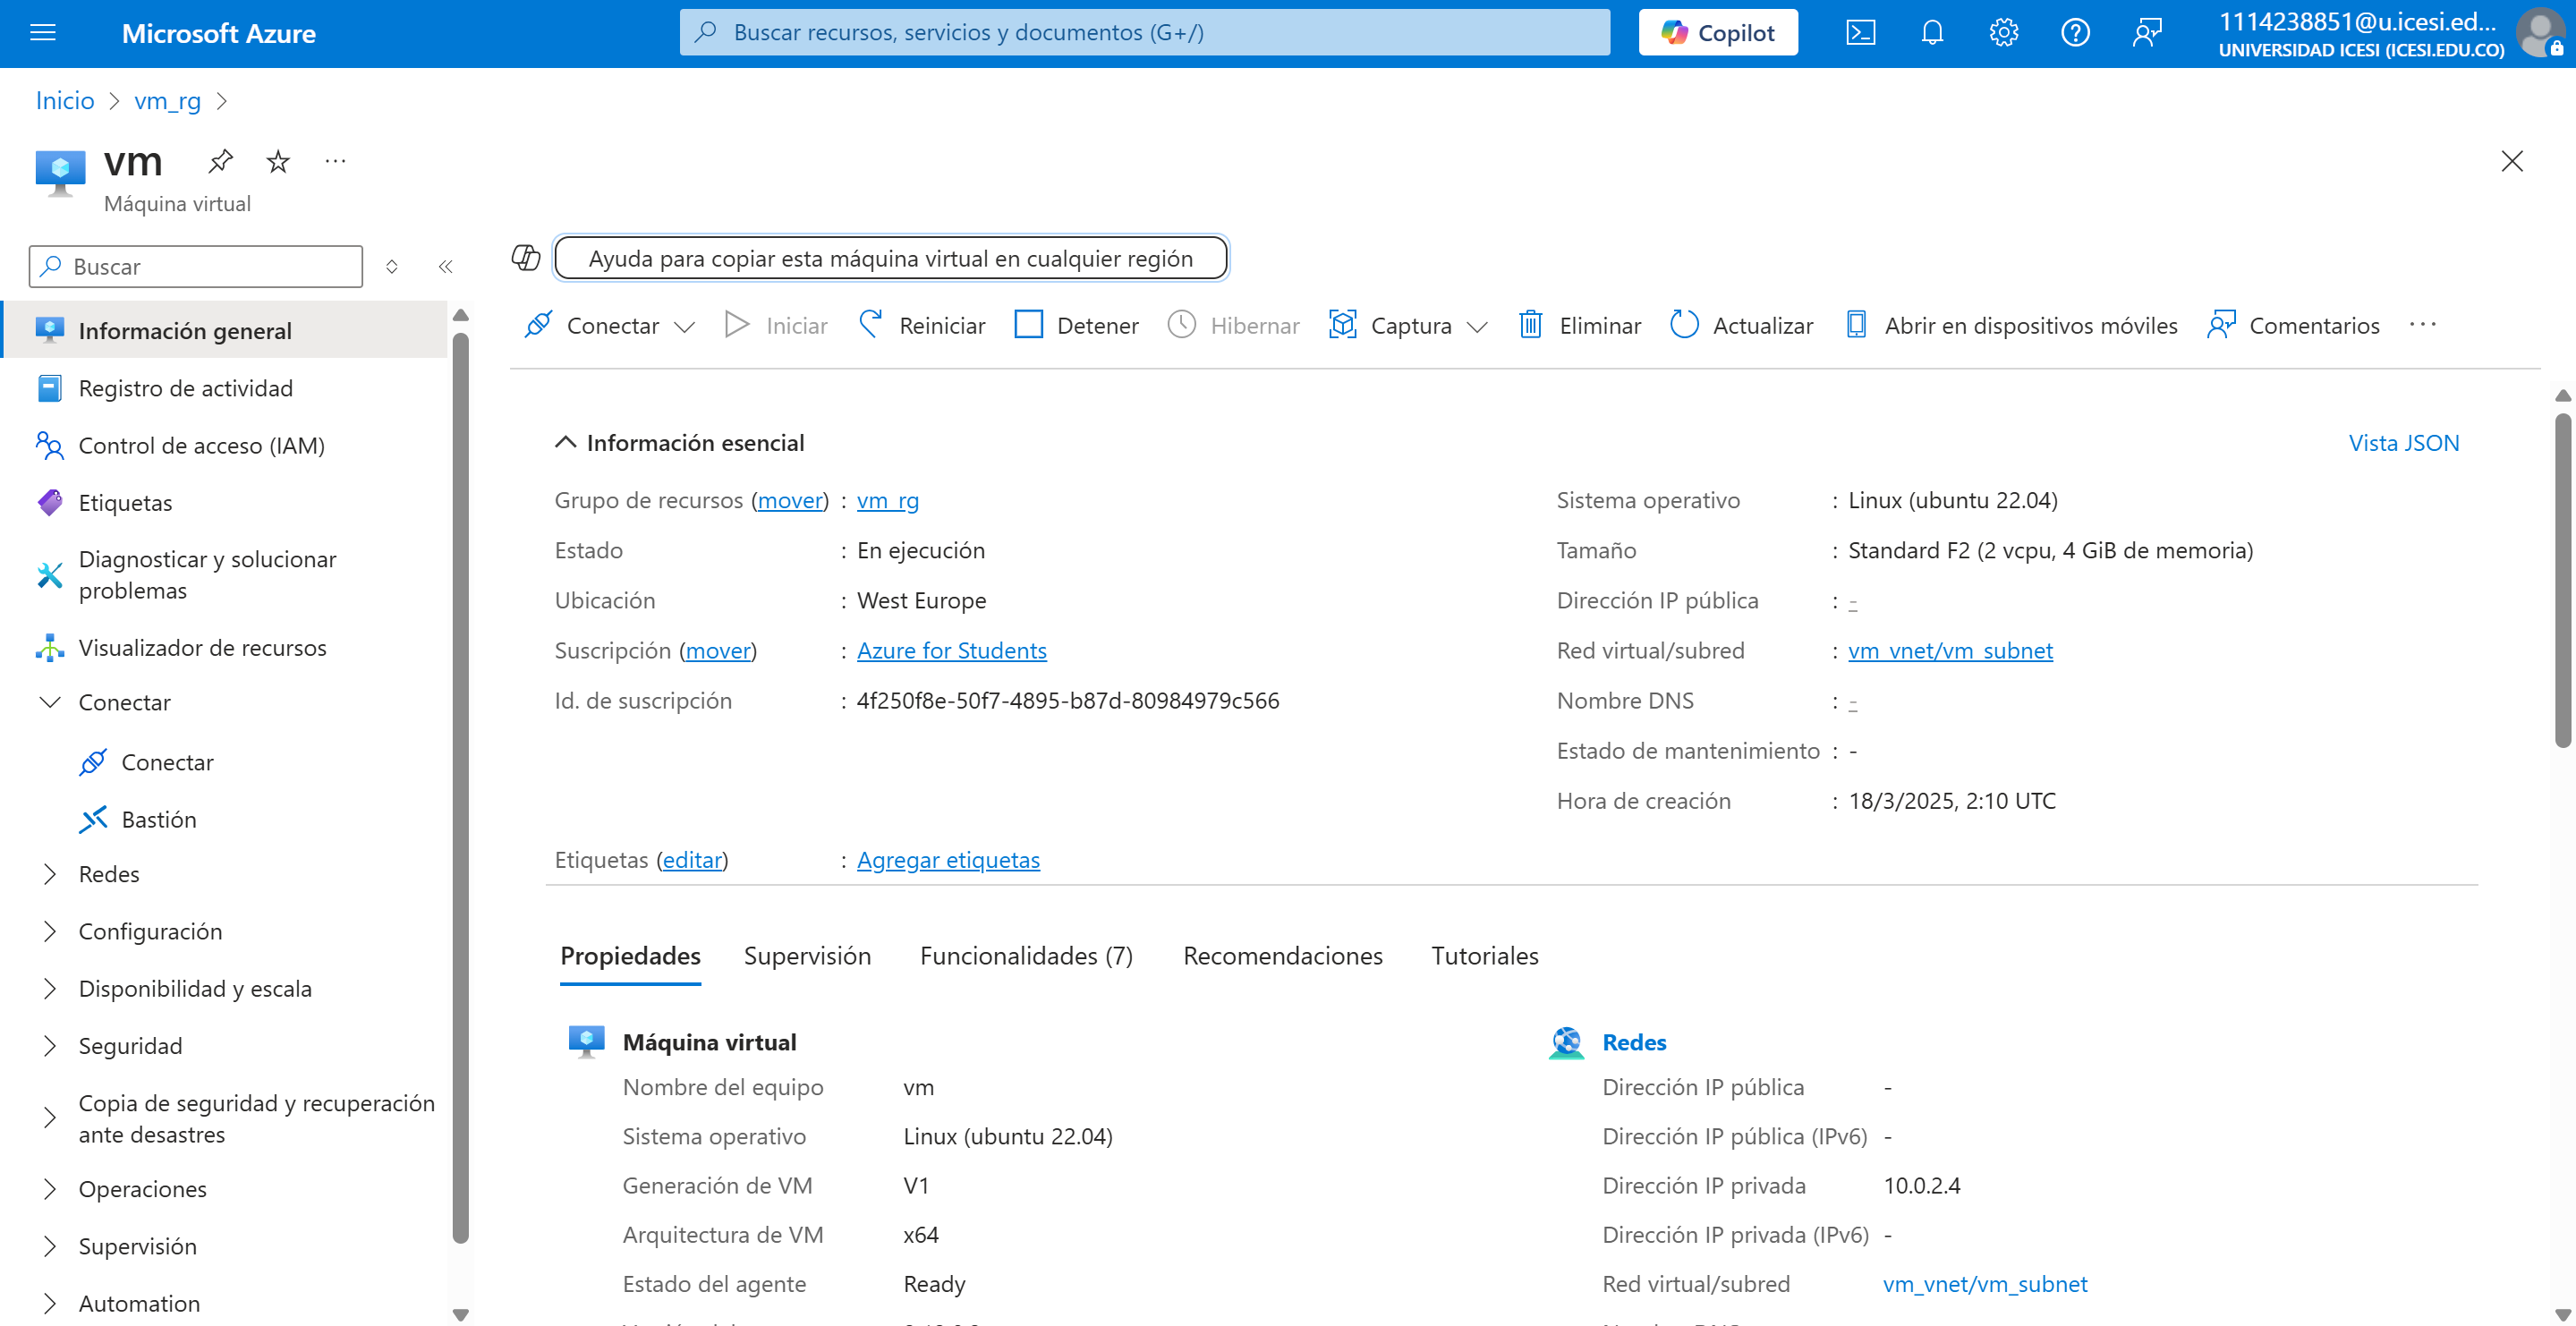 Microsoft Azure
Buscar recursos, servicios y documentos (G+/)
Copilot
1114238851@u.icesi.ed...
UNIVERSIDAD ICESI (ICESI.EDU.CO)
Inicio > vm_rg >
vm
Máquina virtual
Buscar
Información general
Registro de actividad
Control de acceso (IAM)
Etiquetas
Diagnosticar y solucionar
problemas
Visualizador de recursos
Conectar
Conectar
Bastión
Redes
Configuración
Disponibilidad y escala
Seguridad
Copia de seguridad y recuperación
ante desastres
Operaciones
Supervisión
Automation
Ayuda para copiar esta máquina virtual en cualquier región
Conectar Iniciar Reiniciar Detener Hibernar Captura Eliminar Actualizar Abrir en dispositivos móviles Comentarios ...
Información esencial
Vista JSON
Grupo de recursos (mover) : vm_rg
Estado : En ejecución
Ubicación : West Europe
Suscripción (mover) : Azure for Students
Id. de suscripción : 4f250f8e-50f7-4895-b87d-80984979c566
Sistema operativo : Linux (ubuntu 22.04)
Tamaño : Standard F2 (2 vcpu, 4 GiB de memoria)
Dirección IP pública : -
Red virtual/subred : vm_vnet/vm_subnet
Nombre DNS : -
Estado de mantenimiento : -
Hora de creación : 18/3/2025, 2:10 UTC
Etiquetas (editar) : Agregar etiquetas
Propiedades Supervisión Funcionalidades (7) Recomendaciones Tutoriales
Máquina virtual
Nombre del equipo vm
Sistema operativo Linux (ubuntu 22.04)
Generación de VM V1
Arquitectura de VM x64
Estado del agente Ready
Redes
Dirección IP pública -
Dirección IP pública (IPv6) -
Dirección IP privada 10.0.2.4
Dirección IP privada (IPv6) -
Red virtual/subred vm_vnet/vm_subnet